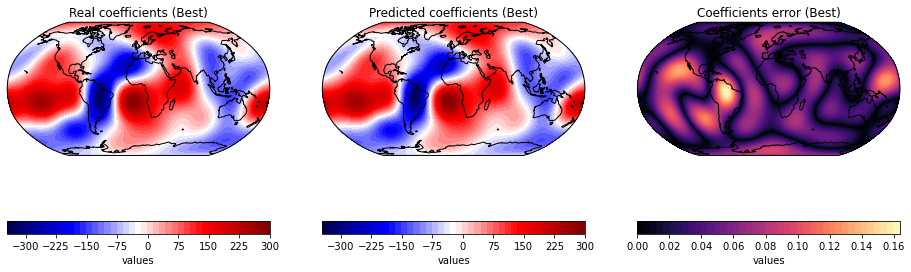 Real coefficients (Best)
Predicted coefficients (Best)
Coefficients error (Best)
−300 −225 −150 −75 0 75 150 225 300
−300 −225 −150 −75 0 75 150 225 300
0.00 0.02 0.04 0.06 0.08 0.10 0.12 0.14 0.16
values
values
values